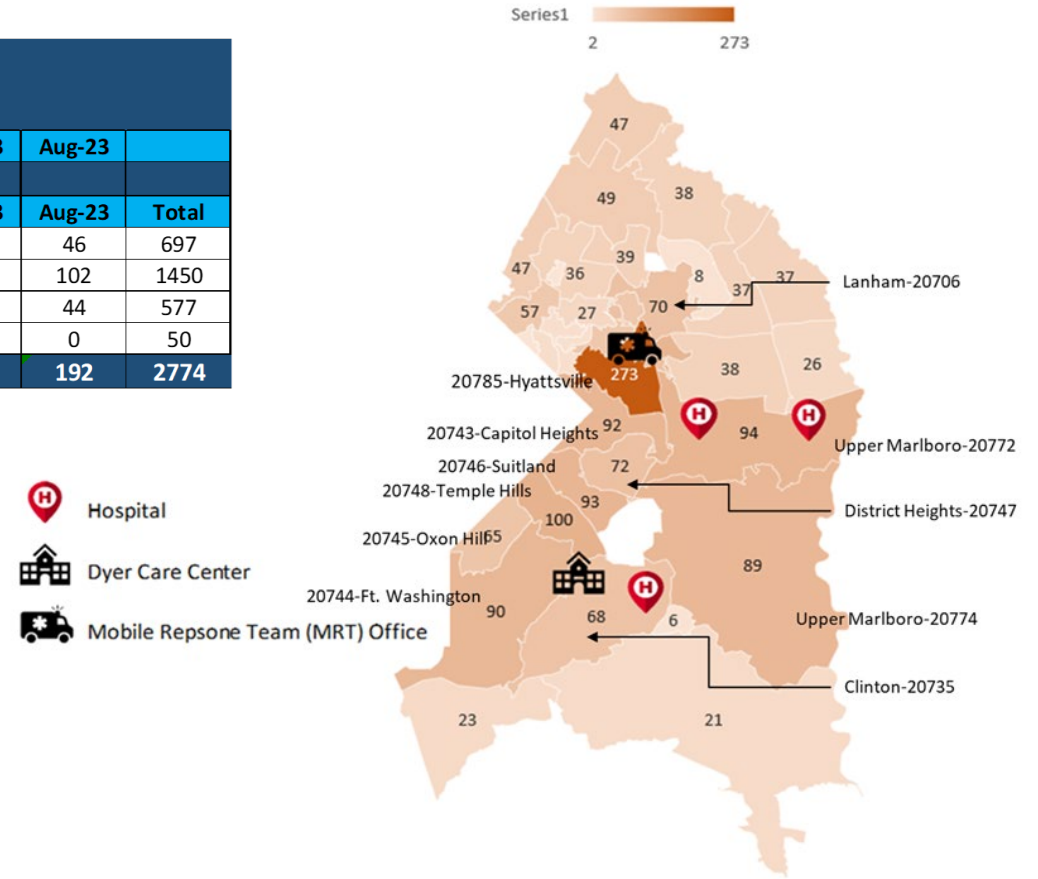 Series1
2 273
3 Aug-23
3 Aug-23 Total
46 697
102 1450
44 577
0 50
192 2774
47
49 38
39
47 36 8 37 37
Lanham-20706
57 27 70
273 38 26
20785-Hyattsville
92 94
20743-Capitol Heights
Upper Marlboro-20772
20746-Suitland 72
20748-Temple Hills
93
District Heights-20747
100
20745-Oxon Hill 65
89
20744-Ft. Washington
90 68 6
Upper Marlboro-20774
Clinton-20735
23 21
H Hospital
Dyer Care Center
Mobile Repsone Team (MRT) Office
H
H
H